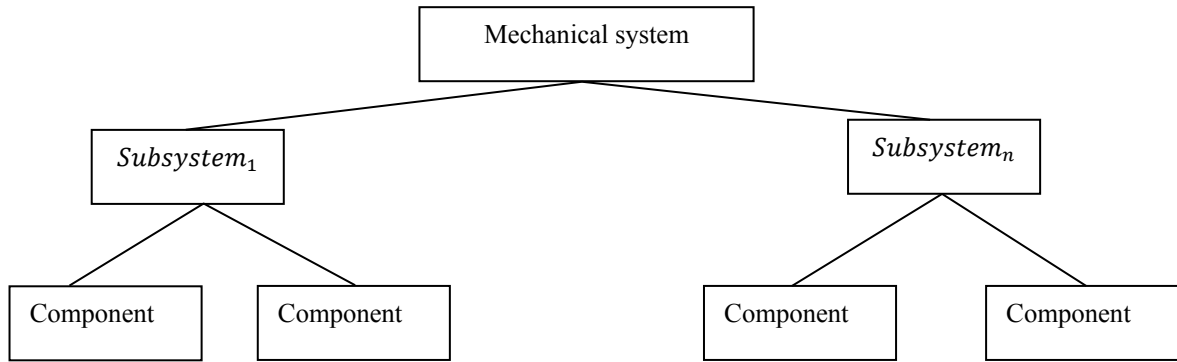 Mechanical system
Subsystem₁
Subsystemₙ
Component
Component
Component
Component